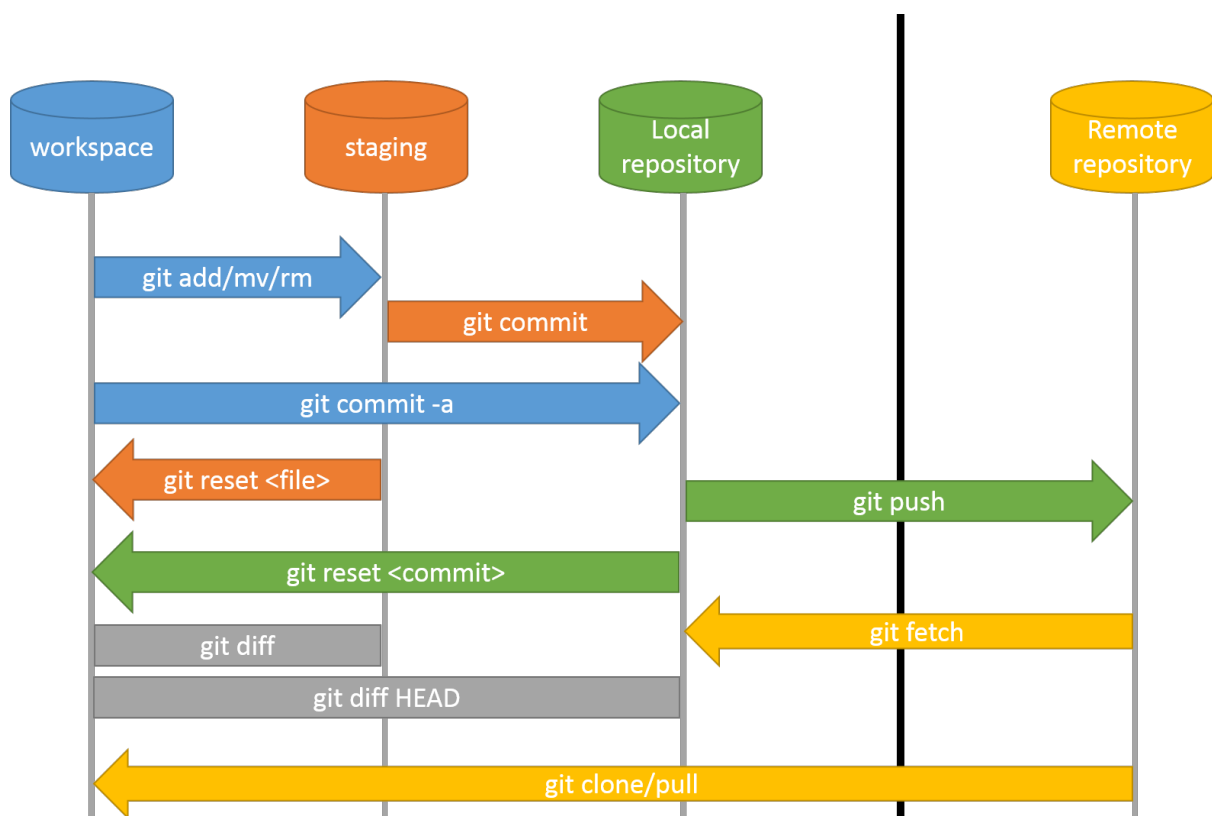 workspace
staging
Local
repository
Remote
repository
git add/mv/rm
git commit
git commit -a
git reset <file>
git push
git reset <commit>
git fetch
git diff
git diff HEAD
git clone/pull